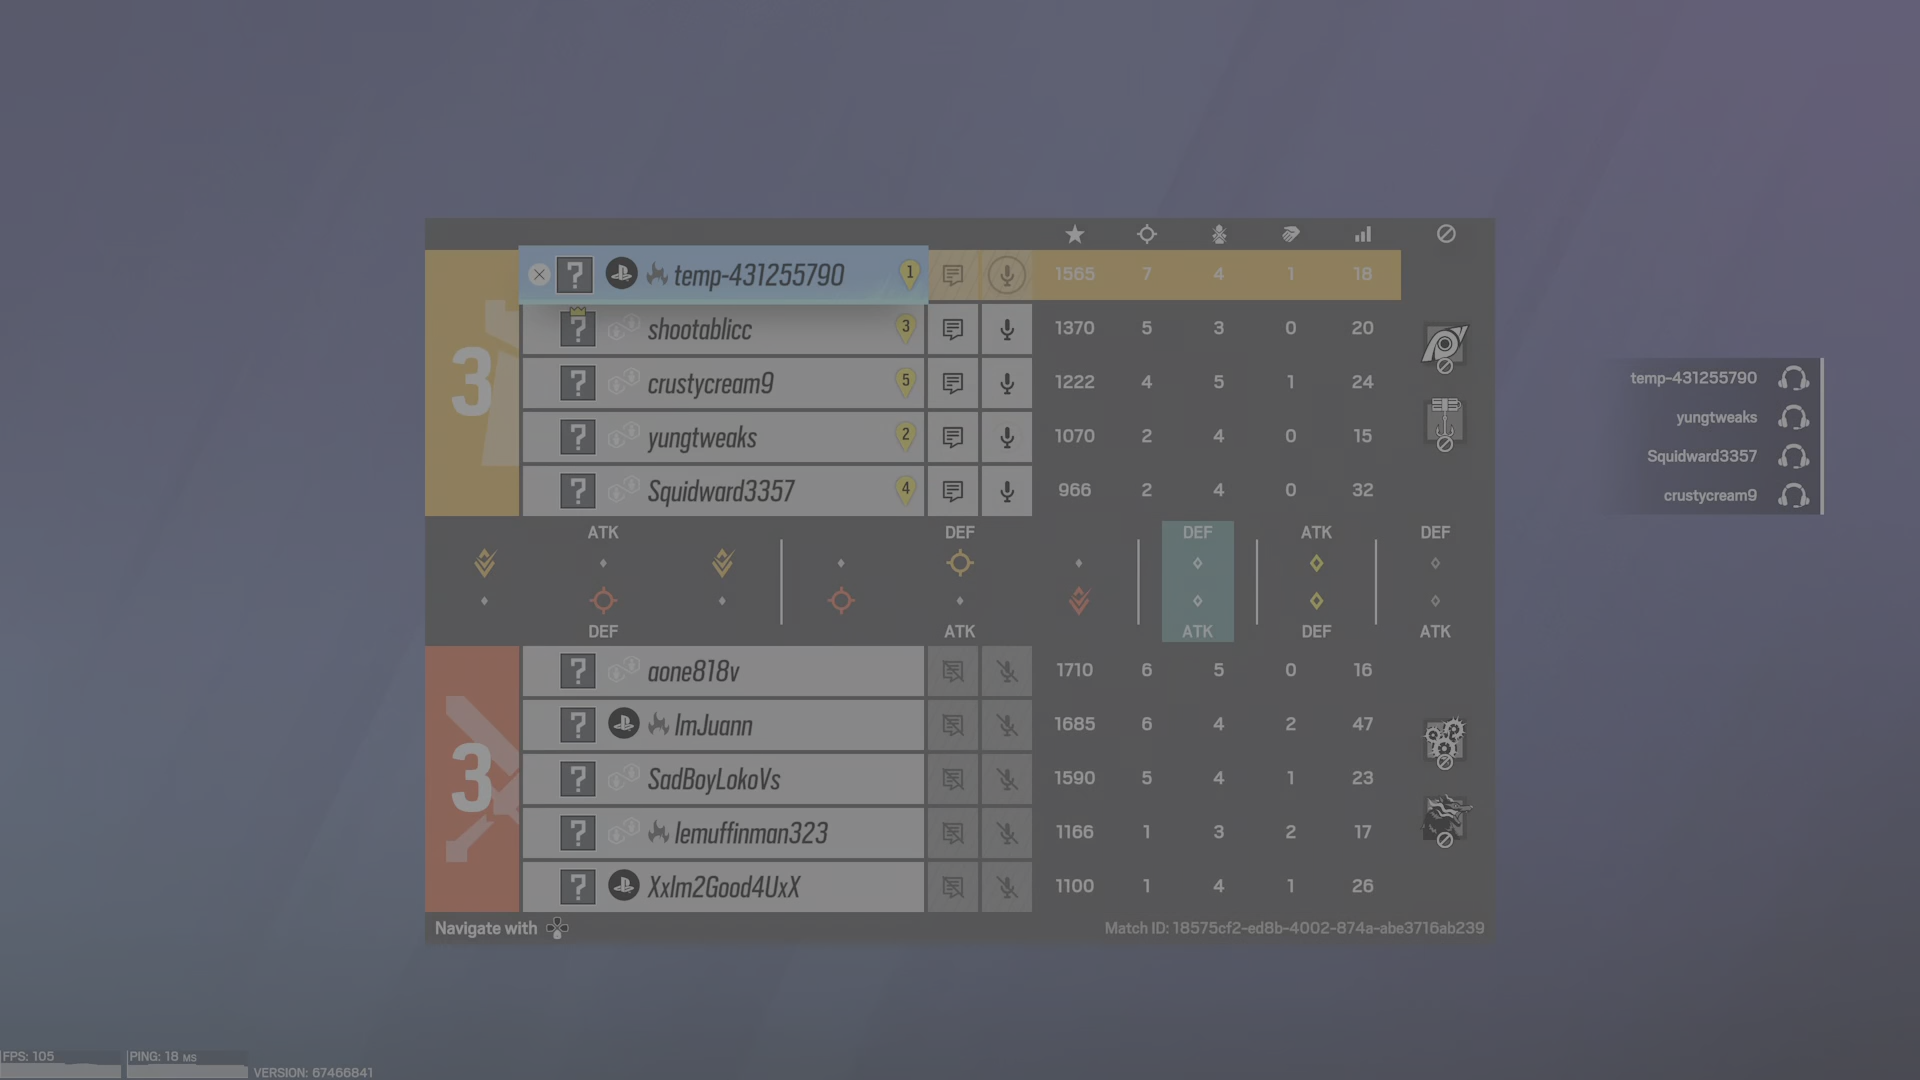 temp-431255790 1 1565 7 4 1 18
3
shootablicc 3 1370 5 3 0 20
crustycream9 5 1222 4 5 1 24
yungtweaks 2 1070 2 4 0 15
Squidward3357 4 966 2 4 0 32
temp-431255790
yungtweaks
Squidward3357
crustycream9
ATK DEF DEF ATK DEF
DEF ATK ATK DEF ATK
3
aone818v 1710 6 5 0 16
ImJuann 1685 6 4 2 47
SadBoyLokoVs 1590 5 4 1 23
lemuffinman323 1166 1 3 2 17
XxIm2Good4UxX 1100 1 4 1 26
Navigate with
Match ID: 18575cf2-ed8b-4002-874a-abe3716ab239
FPS: 105 PING: 18 MS VERSION: 67466841